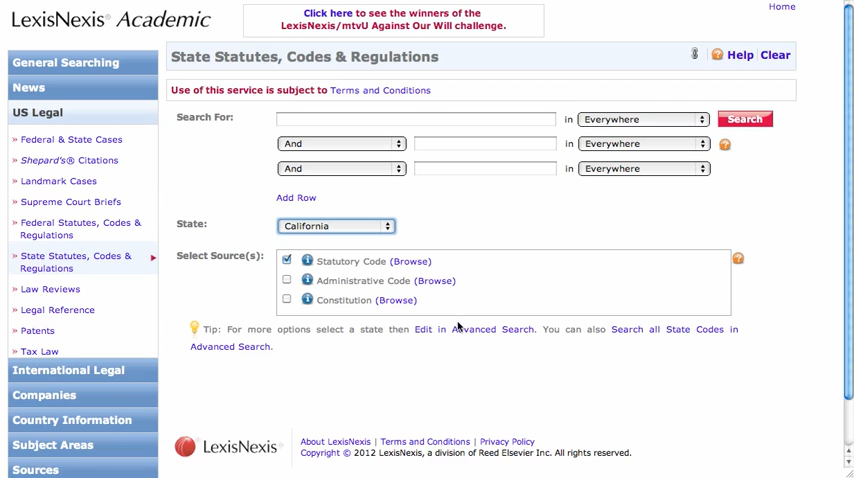 LexisNexis® Academic
Click here to see the winners of the
LexisNexis/mtvU Against Our Will challenge.
Home
General Searching
News
US Legal
» Federal & State Cases
» Shepard's® Citations
» Landmark Cases
» Supreme Court Briefs
» Federal Statutes, Codes &
Regulations
» State Statutes, Codes &
Regulations
» Law Reviews
» Legal Reference
» Patents
» Tax Law
International Legal
Companies
Country Information
Subject Areas
Sources
State Statutes, Codes & Regulations
? Help Clear
Use of this service is subject to Terms and Conditions
Search For: in Everywhere Search
And in Everywhere ?
And in Everywhere
Add Row
State: California
Select Source(s): ?
Statutory Code (Browse)
Administrative Code (Browse)
Constitution (Browse)
Tip: For more options select a state then Edit in Advanced Search. You can also Search all State Codes in
Advanced Search.
LexisNexis®
About LexisNexis | Terms and Conditions | Privacy Policy
Copyright © 2012 LexisNexis, a division of Reed Elsevier Inc. All rights reserved.